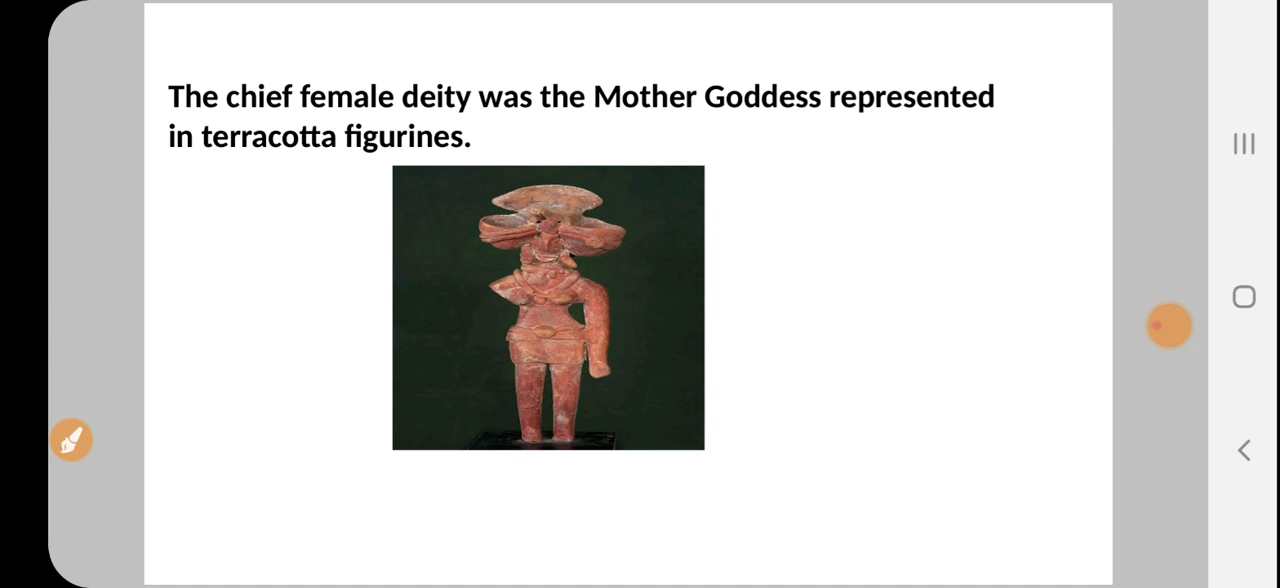 The chief female deity was the Mother Goddess represented
in terracotta figurines.